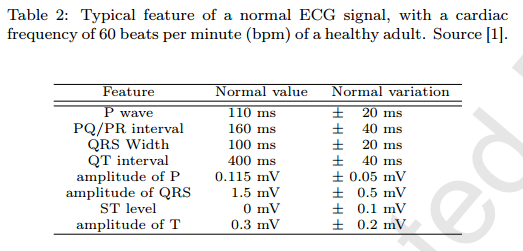 Table 2: Typical feature of a normal ECG signal, with a cardiac
frequency of 60 beats per minute (bpm) of a healthy adult. Source [1].
Feature Normal value Normal variation
P wave 110 ms ± 20 ms
PQ/PR interval 160 ms ± 40 ms
QRS Width 100 ms ± 20 ms
QT interval 400 ms ± 40 ms
amplitude of P 0.115 mV ± 0.05 mV
amplitude of QRS 1.5 mV ± 0.5 mV
ST level 0 mV ± 0.1 mV
amplitude of T 0.3 mV ± 0.2 mV
ted